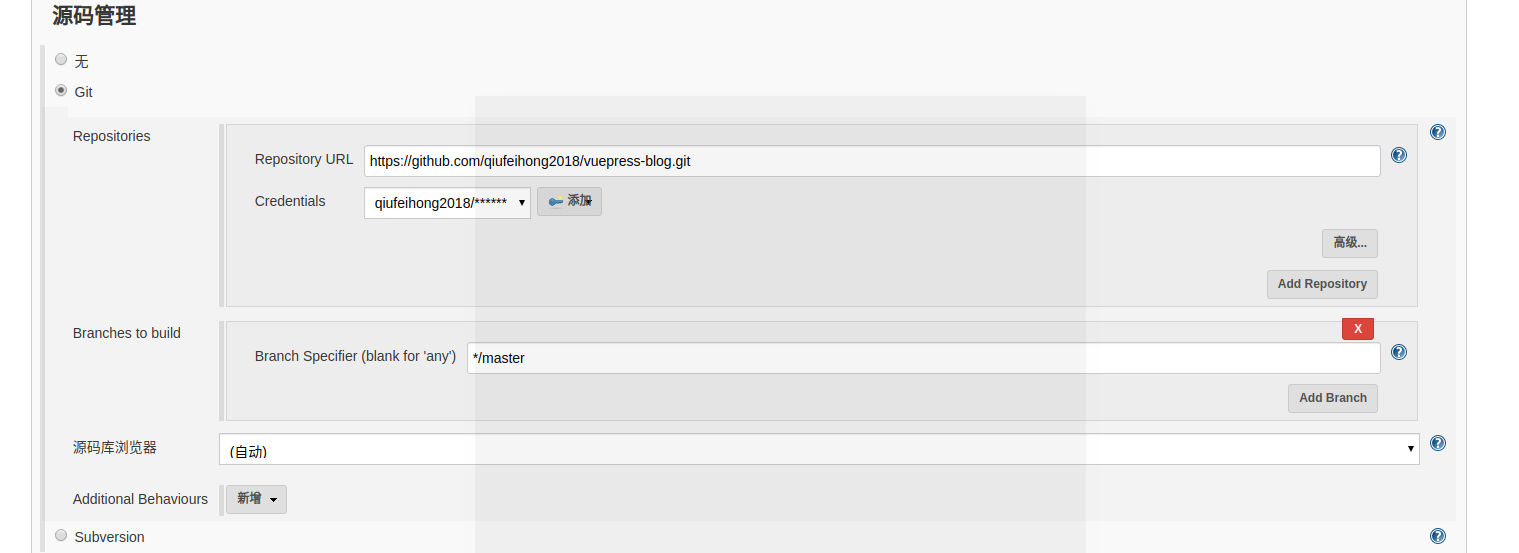 源码管理
无
Git
Repositories
Repository URL https://github.com/qiufeihong2018/vuepress-blog.git
Credentials qiufeihong2018/****** 添加
高级...
Add Repository
Branches to build
X
Branch Specifier (blank for 'any') */master
Add Branch
源码库浏览器 (自动)
Additional Behaviours 新增
Subversion